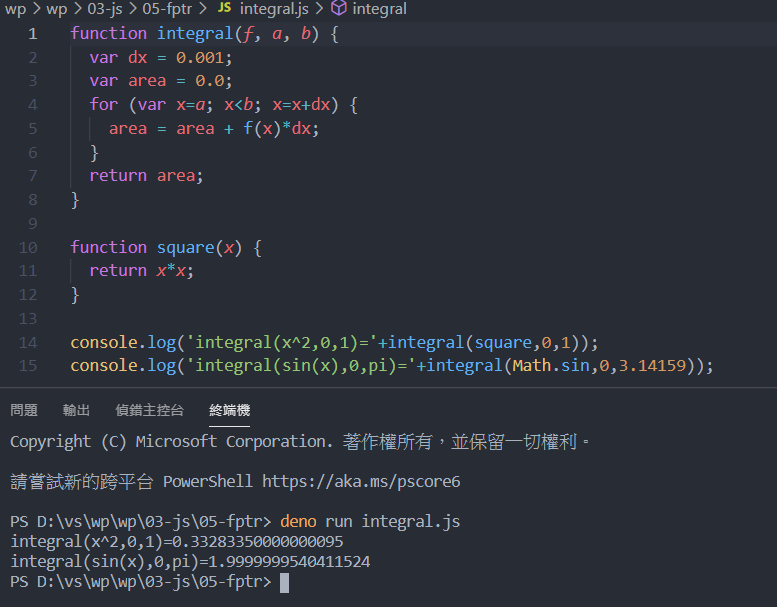 wp > wp > 03-js > 05-fptr > JS integral.js > integral
1 function integral(f, a, b) {
2 var dx = 0.001;
3 var area = 0.0;
4 for (var x=a; x<b; x=x+dx) {
5 area = area + f(x)*dx;
6 }
7 return area;
8 }
9
10 function square(x) {
11 return x*x;
12 }
13
14 console.log('integral(x^2,0,1)='+integral(square,0,1));
15 console.log('integral(sin(x),0,pi)='+integral(Math.sin,0,3.14159));
問題 輸出 偵錯主控台 終端機
Copyright (C) Microsoft Corporation. 著作權所有，並保留一切權利。
請嘗試新的跨平台 PowerShell https://aka.ms/pscore6
PS D:\vs\wp\wp\03-js\05-fptr> deno run integral.js
integral(x^2,0,1)=0.33283350000000095
integral(sin(x),0,pi)=1.9999999540411524
PS D:\vs\wp\wp\03-js\05-fptr>